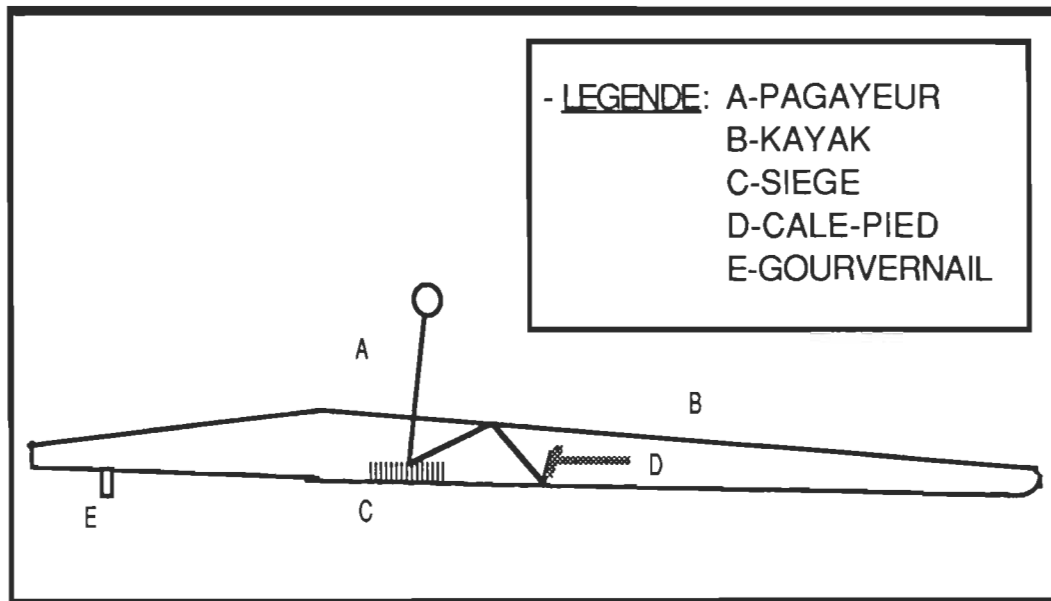 - LEGENDE: A-PAGAYEUR
B-KAYAK
C-SIEGE
D-CALE-PIED
E-GOURVERNAIL
A
B
D
C
E